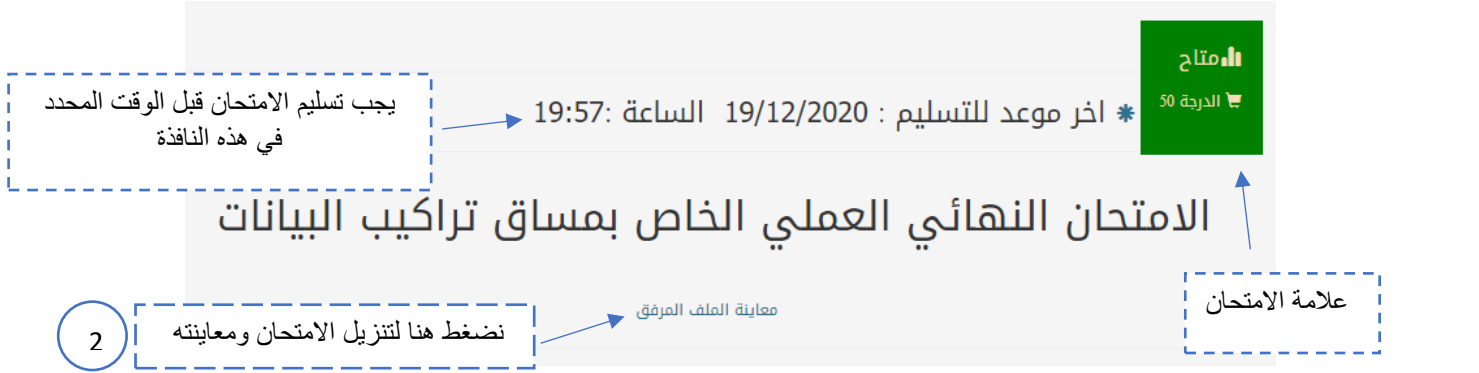 متاح
الدرجة 50
اخر موعد للتسليم : 19/12/2020 الساعة :19:57
يجب تسليم الامتحان قبل الوقت المحدد
في هذه النافذة
الامتحان النهائي العملي الخاص بمساق تراكيب البيانات
علامة الامتحان
معاينة الملف المرفق
نضغط هنا لتنزيل الامتحان ومعاينته
2